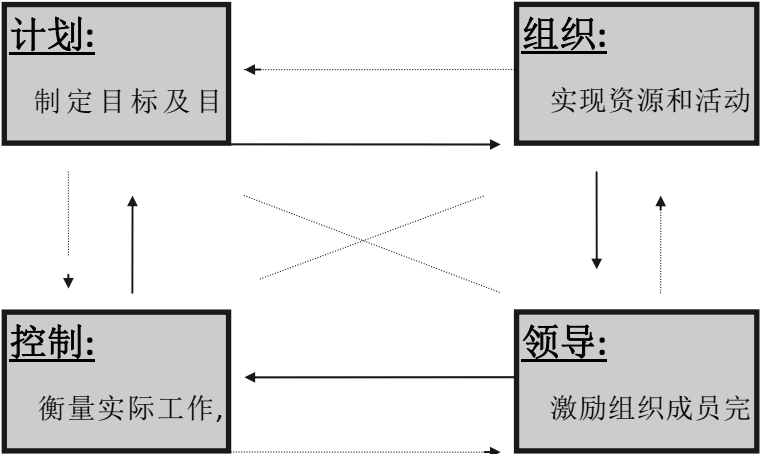 计划:
制定目标及目
组织:
实现资源和活动
控制:
衡量实际工作,
领导:
激励组织成员完